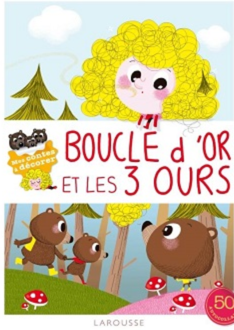 Mes contes
à décorer
BOUCLE d'OR
ET LES 3 OURS
50
LAROUSSE